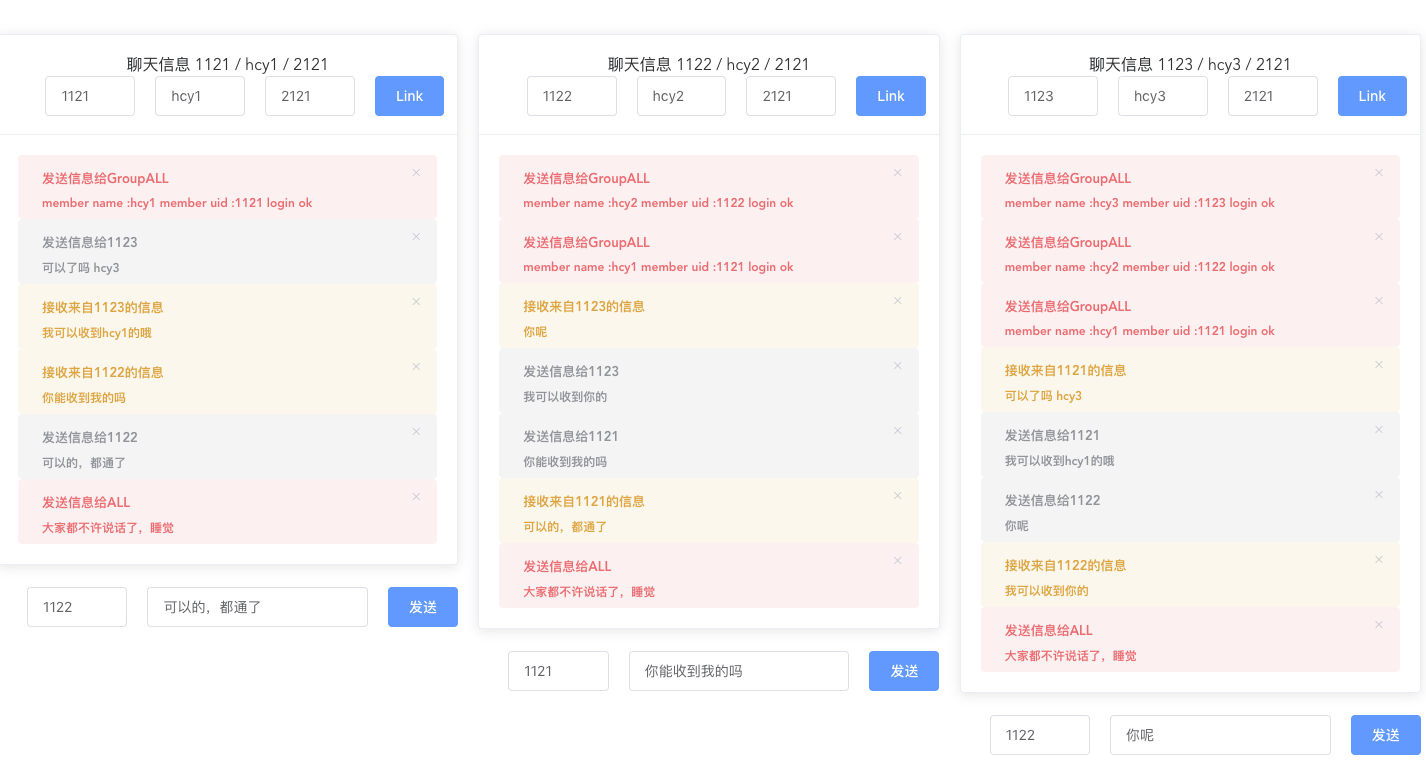 聊天信息 1121 / hcy1 / 2121
1121
hcy1
2121
Link
发送信息给GroupALL
member name :hcy1 member uid :1121 login ok
发送信息给1123
可以了吗 hcy3
接收来自1123的信息
我可以收到hcy1的哦
接收来自1122的信息
你能收到我的吗
发送信息给1122
可以的，都通了
发送信息给ALL
大家都不许说话了，睡觉
1122
可以的，都通了
发送
聊天信息 1122 / hcy2 / 2121
1122
hcy2
2121
Link
发送信息给GroupALL
member name :hcy2 member uid :1122 login ok
发送信息给GroupALL
member name :hcy1 member uid :1121 login ok
接收来自1123的信息
你呢
发送信息给1123
我可以收到你的
发送信息给1121
你能收到我的吗
接收来自1121的信息
可以的，都通了
发送信息给ALL
大家都不许说话了，睡觉
1121
你能收到我的吗
发送
聊天信息 1123 / hcy3 / 2121
1123
hcy3
2121
Link
发送信息给GroupALL
member name :hcy3 member uid :1123 login ok
发送信息给GroupALL
member name :hcy2 member uid :1122 login ok
发送信息给GroupALL
member name :hcy1 member uid :1121 login ok
接收来自1121的信息
可以了吗 hcy3
发送信息给1121
我可以收到hcy1的哦
发送信息给1122
你呢
接收来自1122的信息
我可以收到你的
发送信息给ALL
大家都不许说话了，睡觉
1122
你呢
发送